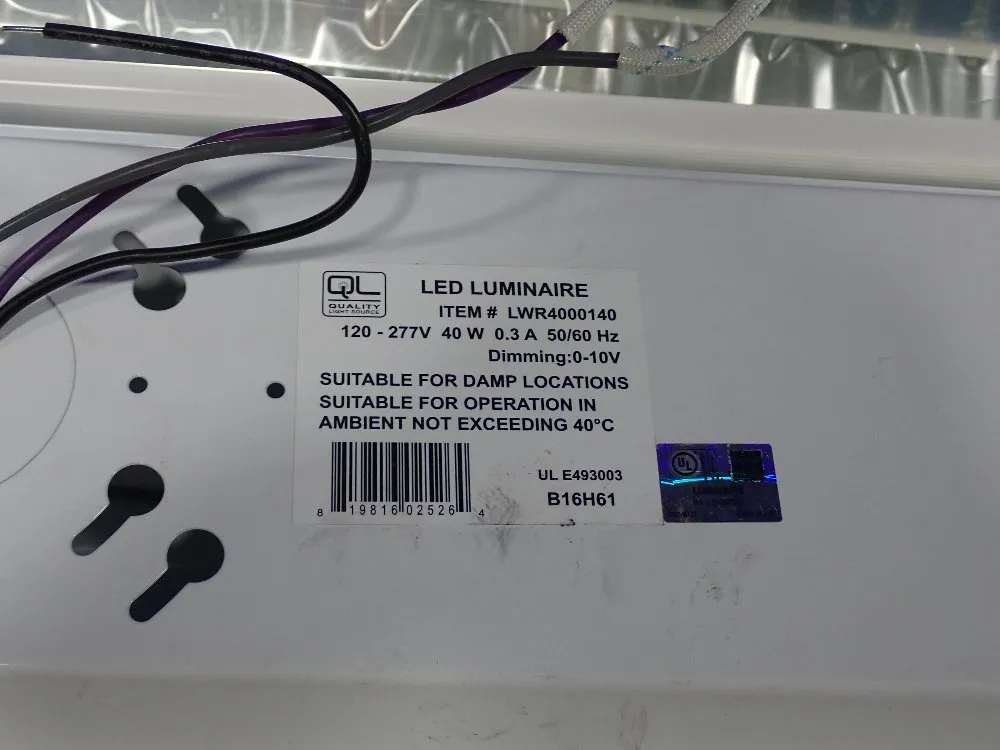 QL
QUALITY
LIGHT SOURCE
LED LUMINAIRE
ITEM # LWR4000140
120 - 277V 40 W 0.3 A 50/60 Hz
Dimming:0-10V
SUITABLE FOR DAMP LOCATIONS
SUITABLE FOR OPERATION IN
AMBIENT NOT EXCEEDING 40°C
8 19816 02526 4
UL E493003
B16H61
UL
LUMINAIRE